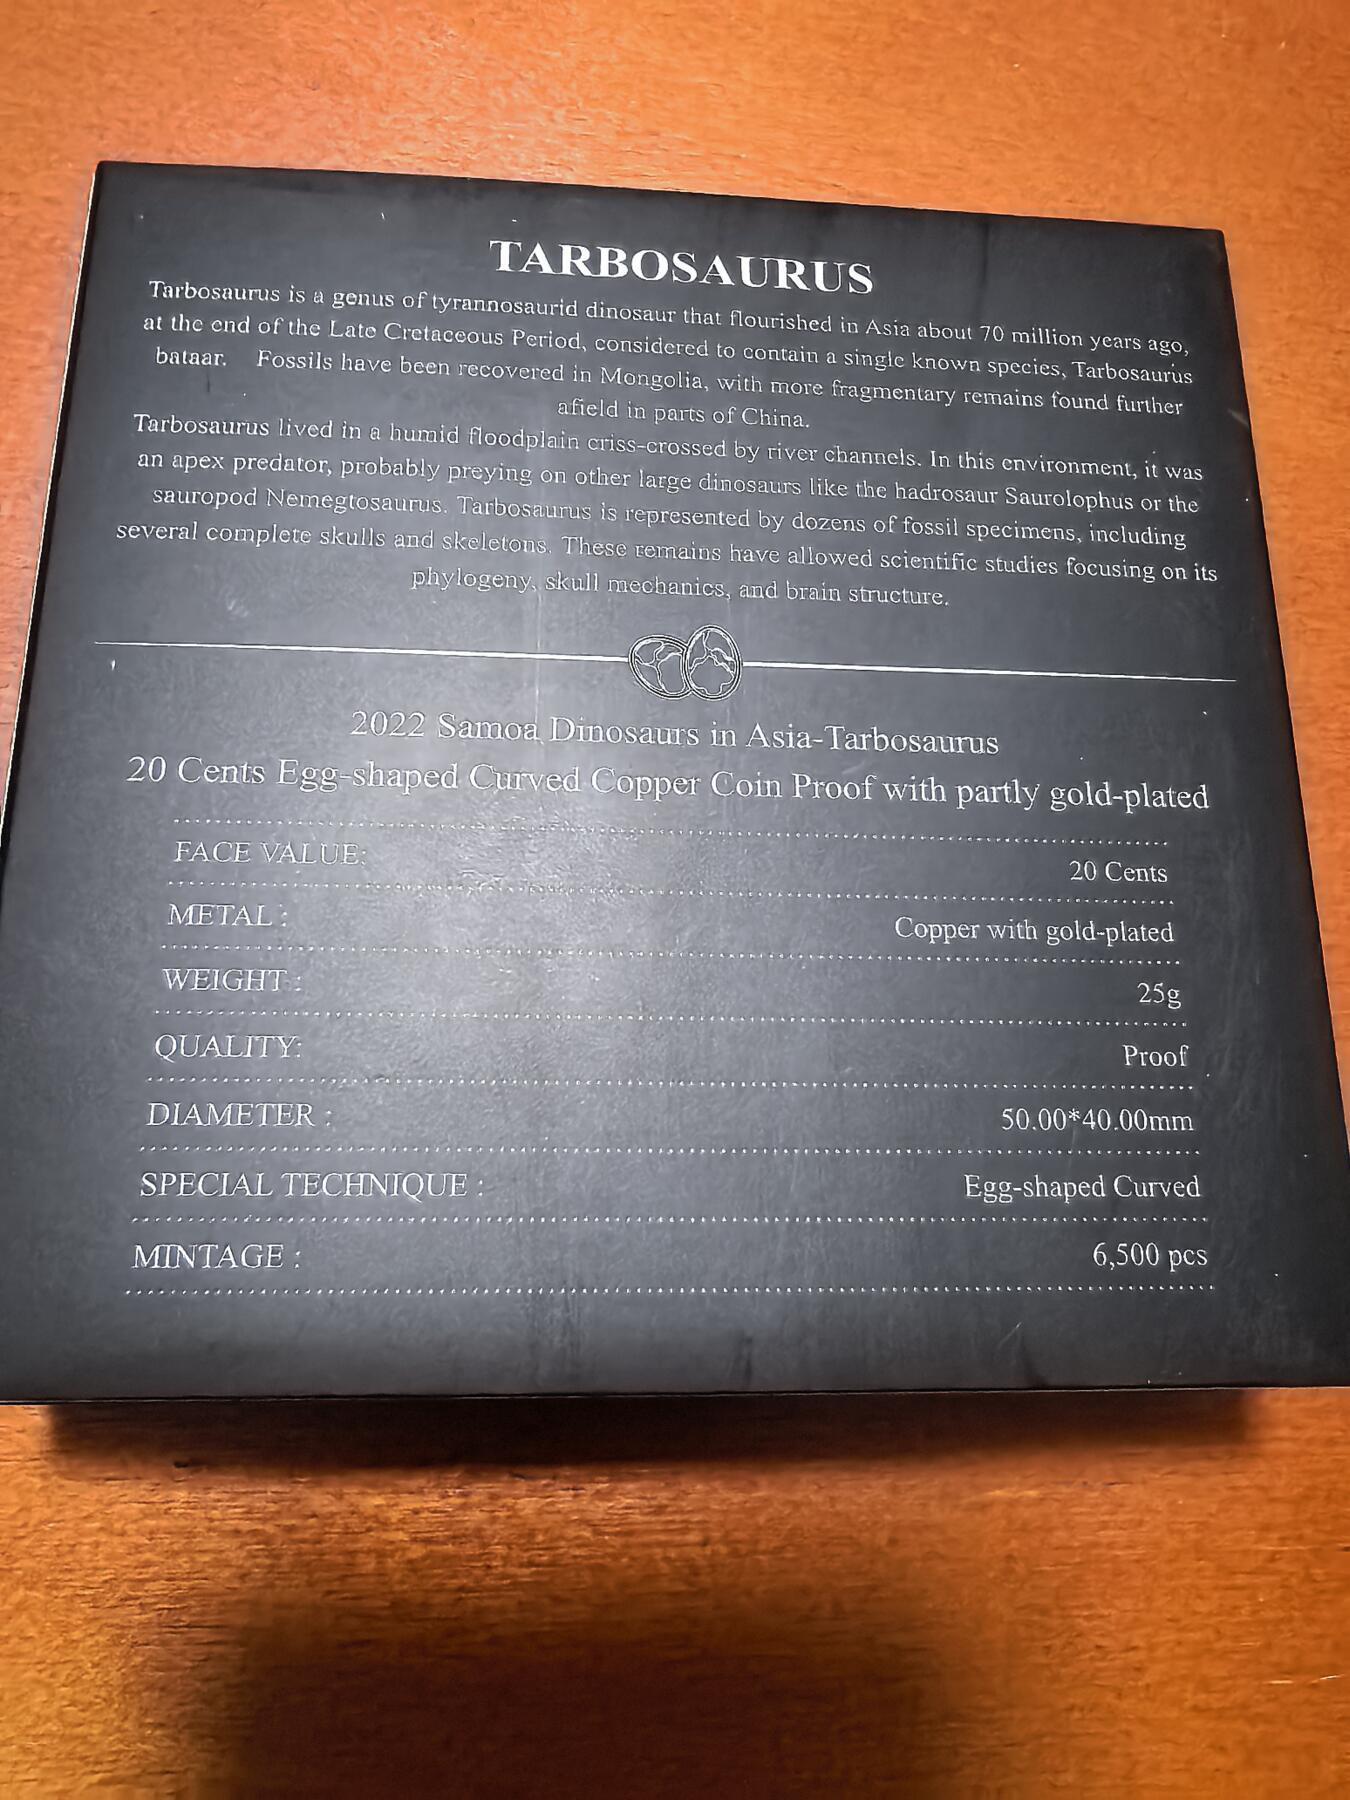 TARBOSAURUS
Tarbosaurus is a genus of tyrannosaurid dinosaur that flourished in Asia about 70 million years ago,
at the end of the Late Cretaceous Period, considered to contain a single known species, Tarbosaurus
bataar. Fossils have been recovered in Mongolia, with more fragmentary remains found further
afield in parts of China.
Tarbosaurus lived in a humid floodplain criss-crossed by river channels. In this environment, it was
an apex predator, probably preying on other large dinosaurs like the hadrosaur Saurolophus or the
sauropod Nemegtosaurus. Tarbosaurus is represented by dozens of fossil specimens, including
several complete skulls and skeletons. These remains have allowed scientific studies focusing on its
phylogeny, skull mechanics, and brain structure.
2022 Samoa Dinosaurs in Asia-Tarbosaurus
20 Cents Egg-shaped Curved Copper Coin Proof with partly gold-plated
FACE VALUE: 20 Cents
METAL : Copper with gold-plated
WEIGHT : 25g
QUALITY: Proof
DIAMETER : 50.00*40.00mm
SPECIAL TECHNIQUE : Egg-shaped Curved
MINTAGE : 6,500 pcs